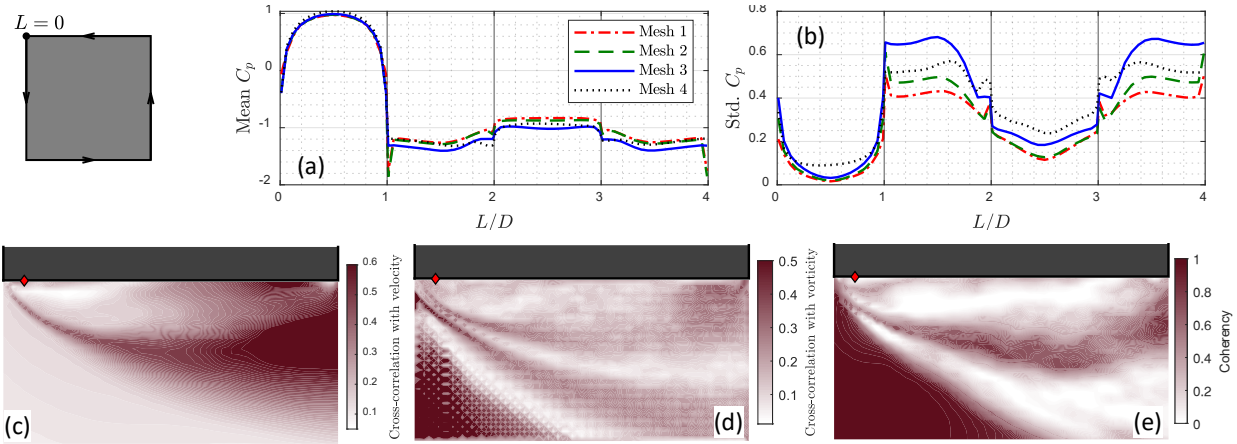 L = 0
Mean C_p
1
0
-1
-2
0
1
2
3
4
L/D
(a)
Mesh 1
Mesh 2
Mesh 3
Mesh 4
Std. C_p
0.8
0.6
0.4
0.2
0
0
1
2
3
4
L/D
(b)
(c)
0.6
0.5
0.4
0.3
0.2
0.1
Cross-correlation with velocity
(d)
0.5
0.4
0.3
0.2
0.1
Cross-correlation with vorticity
(e)
1
0.8
0.6
0.4
0.2
0
Coherency